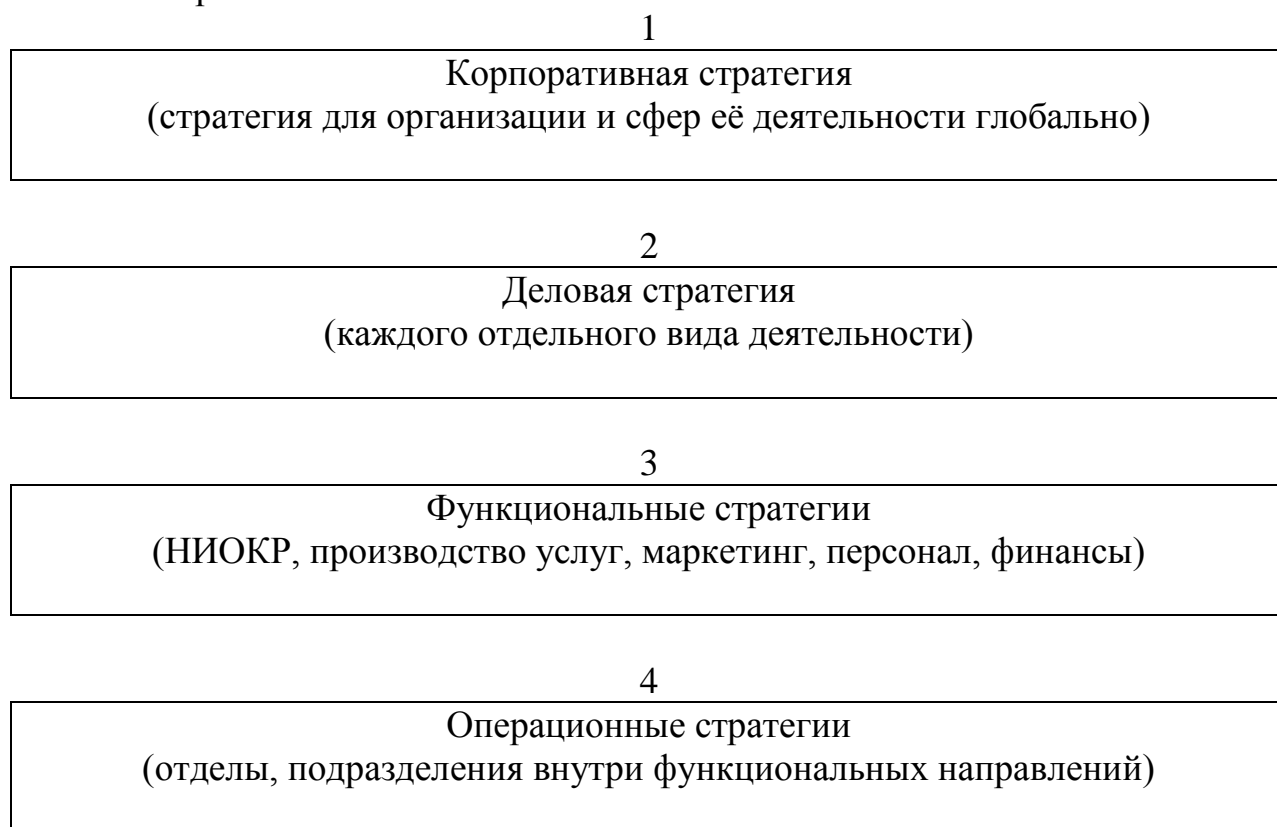 1
Корпоративная стратегия
(стратегия для организации и сфер её деятельности глобально)
2
Деловая стратегия
(каждого отдельного вида деятельности)
3
Функциональные стратегии
(НИОКР, производство услуг, маркетинг, персонал, финансы)
4
Операционные стратегии
(отделы, подразделения внутри функциональных направлений)